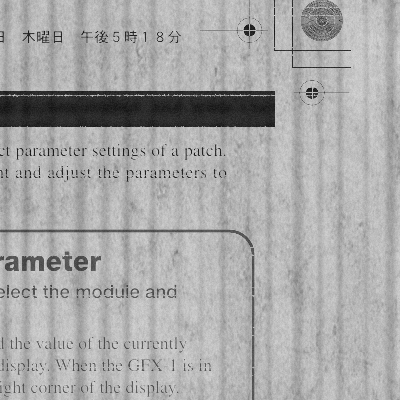 日 木曜日 午後5時18分
ct parameter settings of a patch.
nt and adjust the parameters to
rameter
elect the module and
d the value of the currently
display. When the GFX-1 is in
ight corner of the display.